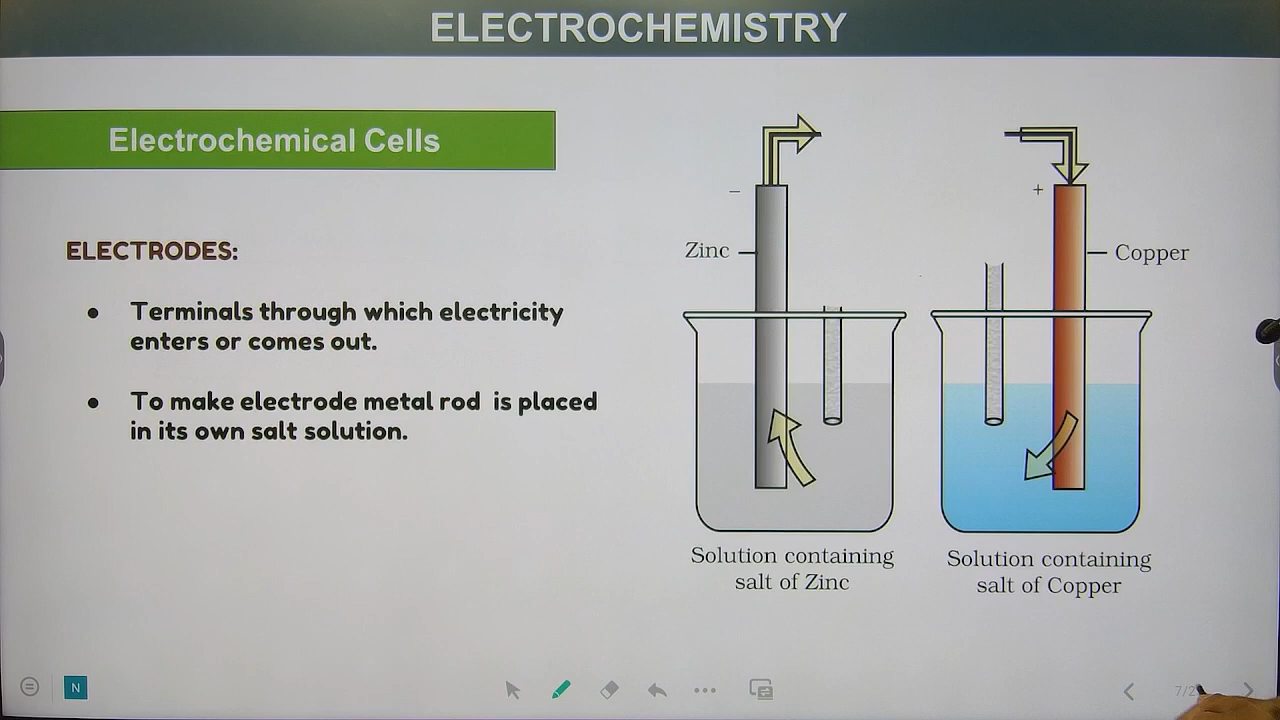 ELECTROCHEMISTRY
Electrochemical Cells
ELECTRODES:
● Terminals through which electricity
enters or comes out.
● To make electrode metal rod is placed
in its own salt solution.
–
+
Zinc
Copper
Solution containing
salt of Zinc
Solution containing
salt of Copper
N